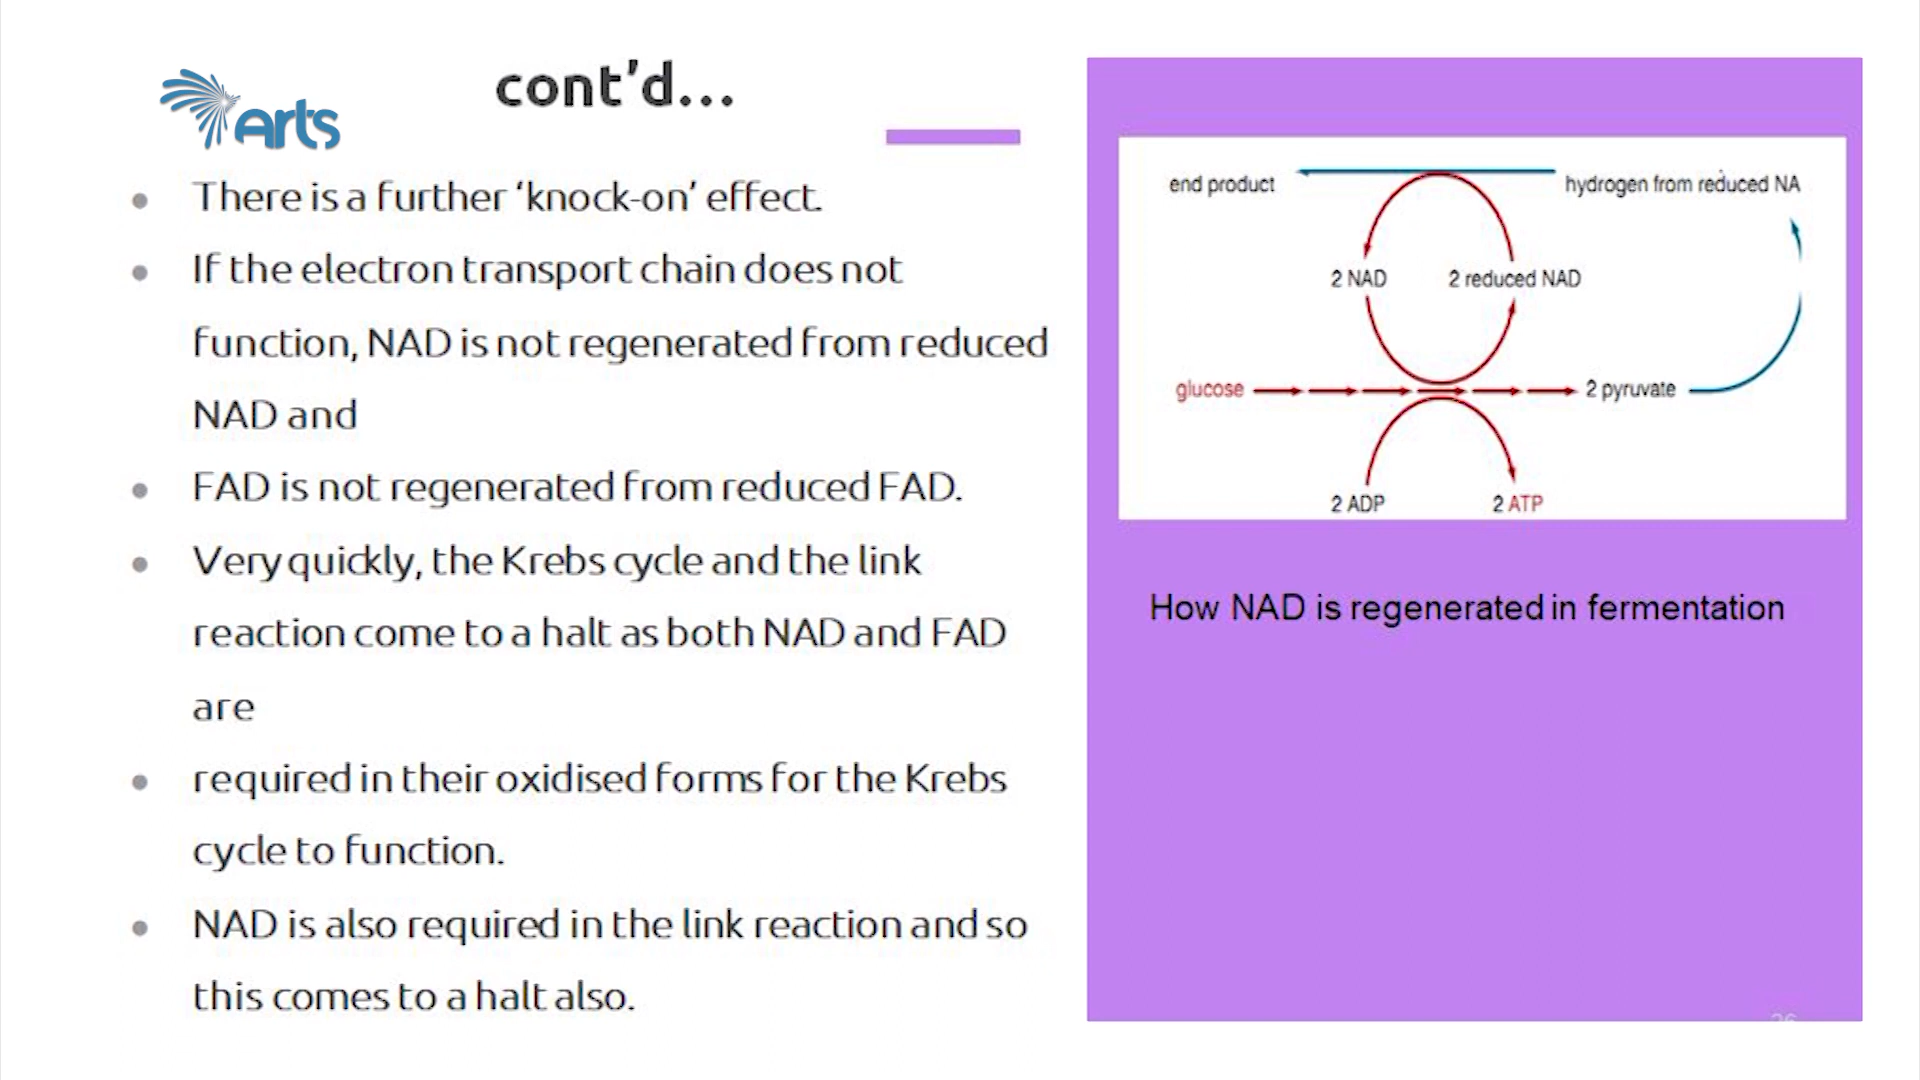 arts
cont’d...
There is a further ‘knock-on’ effect.
If the electron transport chain does not
function, NAD is not regenerated from reduced
NAD and
FAD is not regenerated from reduced FAD.
Very quickly, the Krebs cycle and the link
reaction come to a halt as both NAD and FAD
are
required in their oxidised forms for the Krebs
cycle to function.
NAD is also required in the link reaction and so
this comes to a halt also.
end product
hydrogen from reduced NA
2 NAD
2 reduced NAD
glucose
2 pyruvate
2 ADP
2 ATP
How NAD is regenerated in fermentation